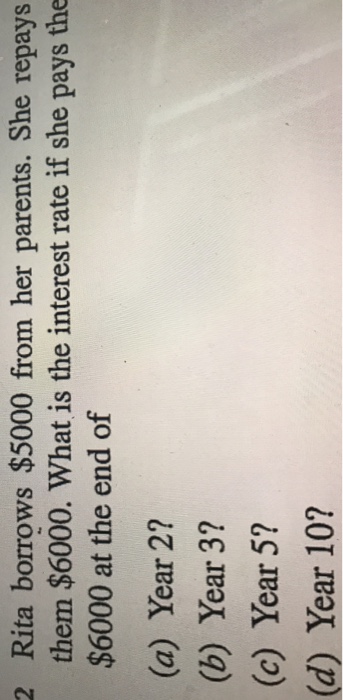 2 Rita borrows $5000 from her parents. She repays
them $6000. What is the interest rate if she pays the
$6000 at the end of
(a) Year 2?
(b) Year 3?
(c) Year 5?
(d) Year 10?